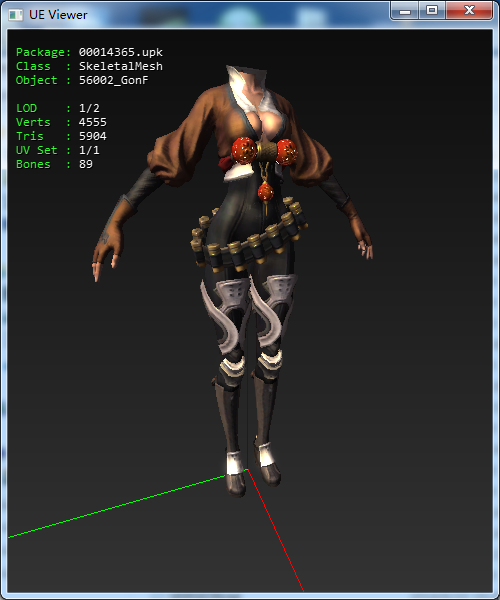 UE Viewer
Package: 00014365.upk
Class : SkeletalMesh
Object : 56002_GonF
LOD : 1/2
Verts : 4555
Tris : 5904
UV Set : 1/1
Bones : 89